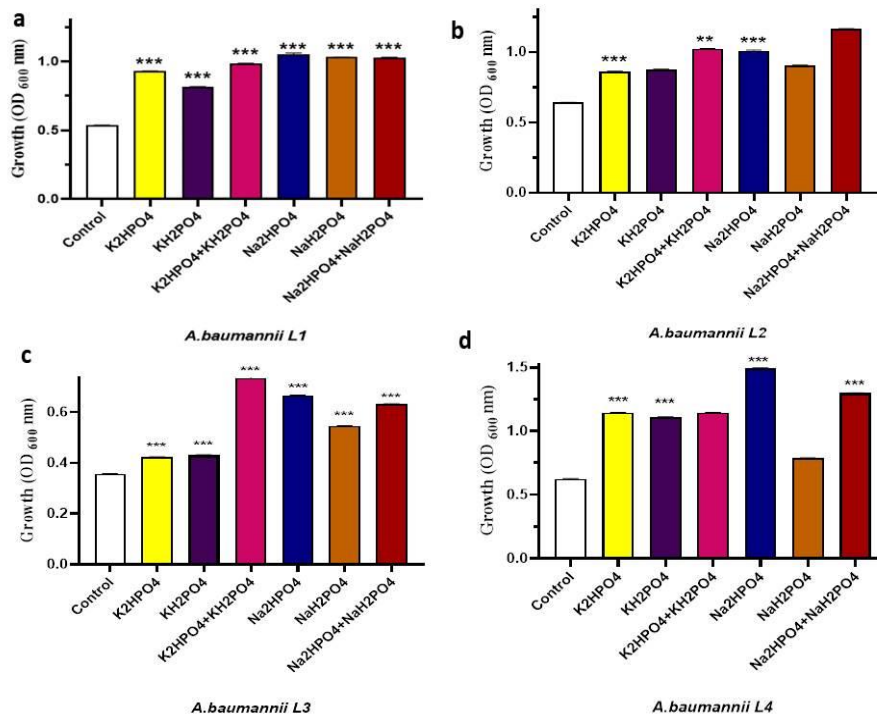 a
Growth (OD 600 nm)
1.0
0.5
0.0
***
***
***
***
***
***
Control
K2HPO4
KH2PO4
K2HPO4+KH2PO4
Na2HPO4
NaH2PO4
Na2HPO4+NaH2PO4
A.baumannii L1
b
Growth (OD 600 nm)
1.0
0.5
0.0
***
**
***
Control
K2HPO4
KH2PO4
K2HPO4+KH2PO4
Na2HPO4
NaH2PO4
Na2HPO4+NaH2PO4
A.baumannii L2
c
Growth (OD 600 nm)
0.6
0.4
0.2
0.0
***
***
***
***
***
***
Control
K2HPO4
KH2PO4
K2HPO4+KH2PO4
Na2HPO4
NaH2PO4
Na2HPO4+NaH2PO4
A.baumannii L3
d
Growth (OD 600 nm)
1.5
1.0
0.5
0.0
***
***
***
***
Control
K2HPO4
KH2PO4
K2HPO4+KH2PO4
Na2HPO4
NaH2PO4
Na2HPO4+NaH2PO4
A.baumannii L4